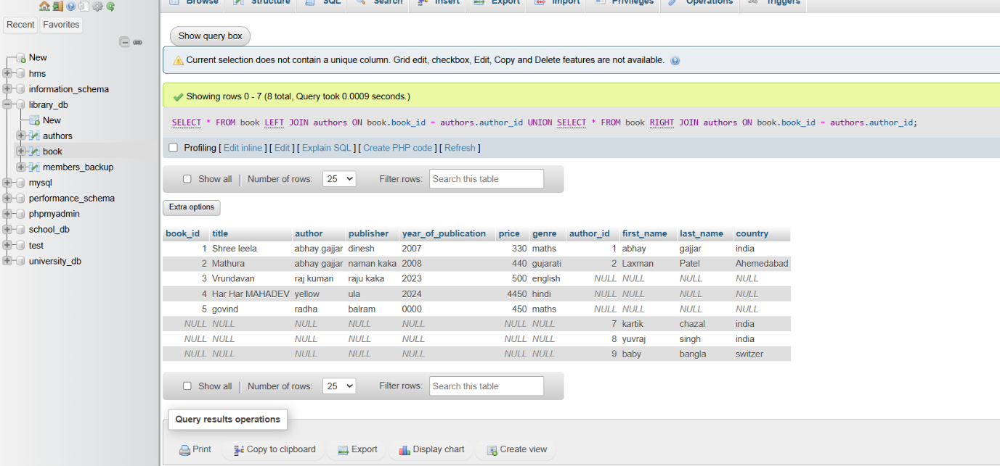 Browse Structure SQL Search Insert Export Import Privileges Operations Triggers
Recent Favorites
Show query box
New
Current selection does not contain a unique column. Grid edit, checkbox, Edit, Copy and Delete features are not available.
hms
information_schema
Showing rows 0 - 7 (8 total, Query took 0.0009 seconds.)
library_db
New
SELECT * FROM book LEFT JOIN authors ON book.book_id = authors.author_id UNION SELECT * FROM book RIGHT JOIN authors ON book.book_id = authors.author_id;
authors
book
Profiling [ Edit inline ] [ Edit ] [ Explain SQL ] [ Create PHP code ] [ Refresh ]
members_backup
mysql
Show all | Number of rows: 25 Filter rows: Search this table
performance_schema
phpmyadmin
Extra options
school_db
test
university_db
book_id title author publisher year_of_publication price genre author_id first_name last_name country
1 Shree leela abhay gajjar dinesh 2007 330 maths 1 abhay gajjar india
2 Mathura abhay gajjar naman kaka 2008 440 gujarati 2 Laxman Patel Ahemedabad
3 Vrundavan raj kumari raju kaka 2023 500 english NULL NULL NULL NULL
4 Har Har MAHADEV yellow ula 2024 4450 hindi NULL NULL NULL NULL
5 govind radha balram 0000 450 maths NULL NULL NULL NULL
NULL NULL NULL NULL NULL NULL NULL 7 kartik chazal india
NULL NULL NULL NULL NULL NULL NULL 8 yuvraj singh india
NULL NULL NULL NULL NULL NULL NULL 9 baby bangla switzer
Show all | Number of rows: 25 Filter rows: Search this table
Query results operations
Print Copy to clipboard Export Display chart Create view